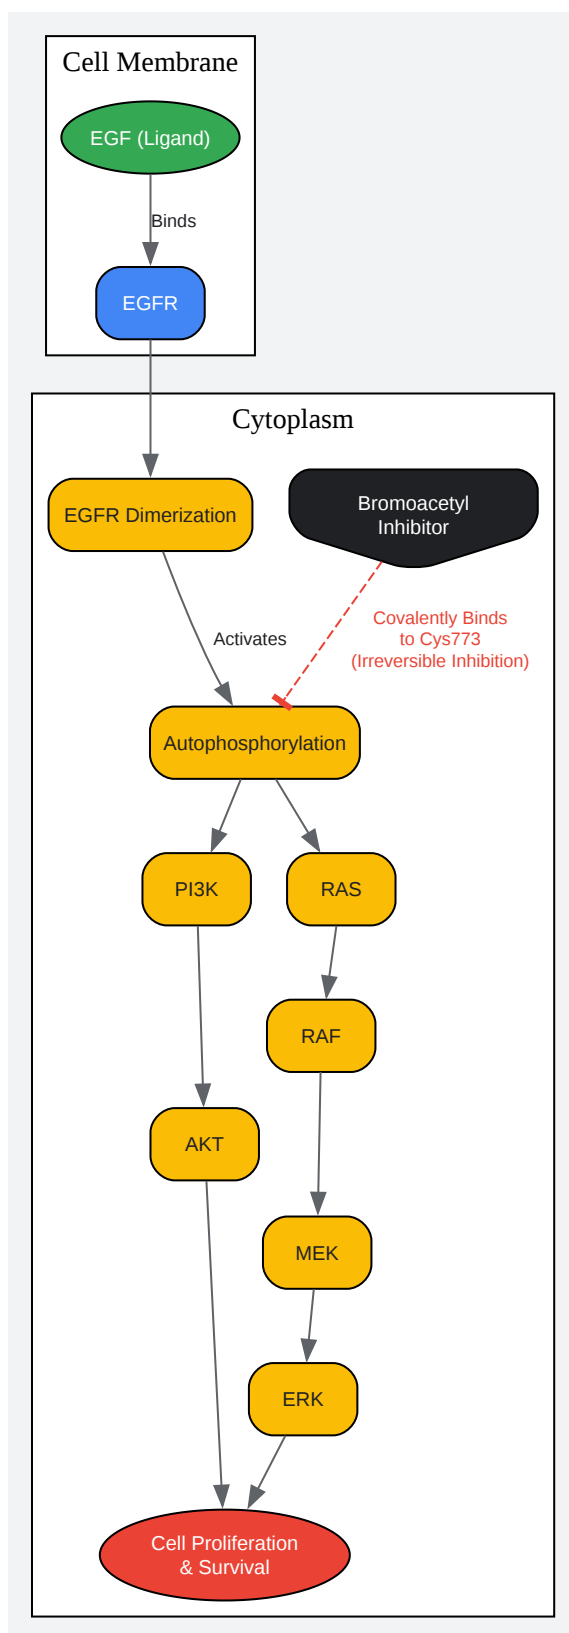 Cell Membrane
EGF (Ligand)
Binds
EGFR
Cytoplasm
EGFR Dimerization
Bromoacetyl
Inhibitor
Covalently Binds
to Cys773
(Irreversible Inhibition)
Activates
Autophosphorylation
PI3K
RAS
RAF
AKT
MEK
ERK
Cell Proliferation
& Survival